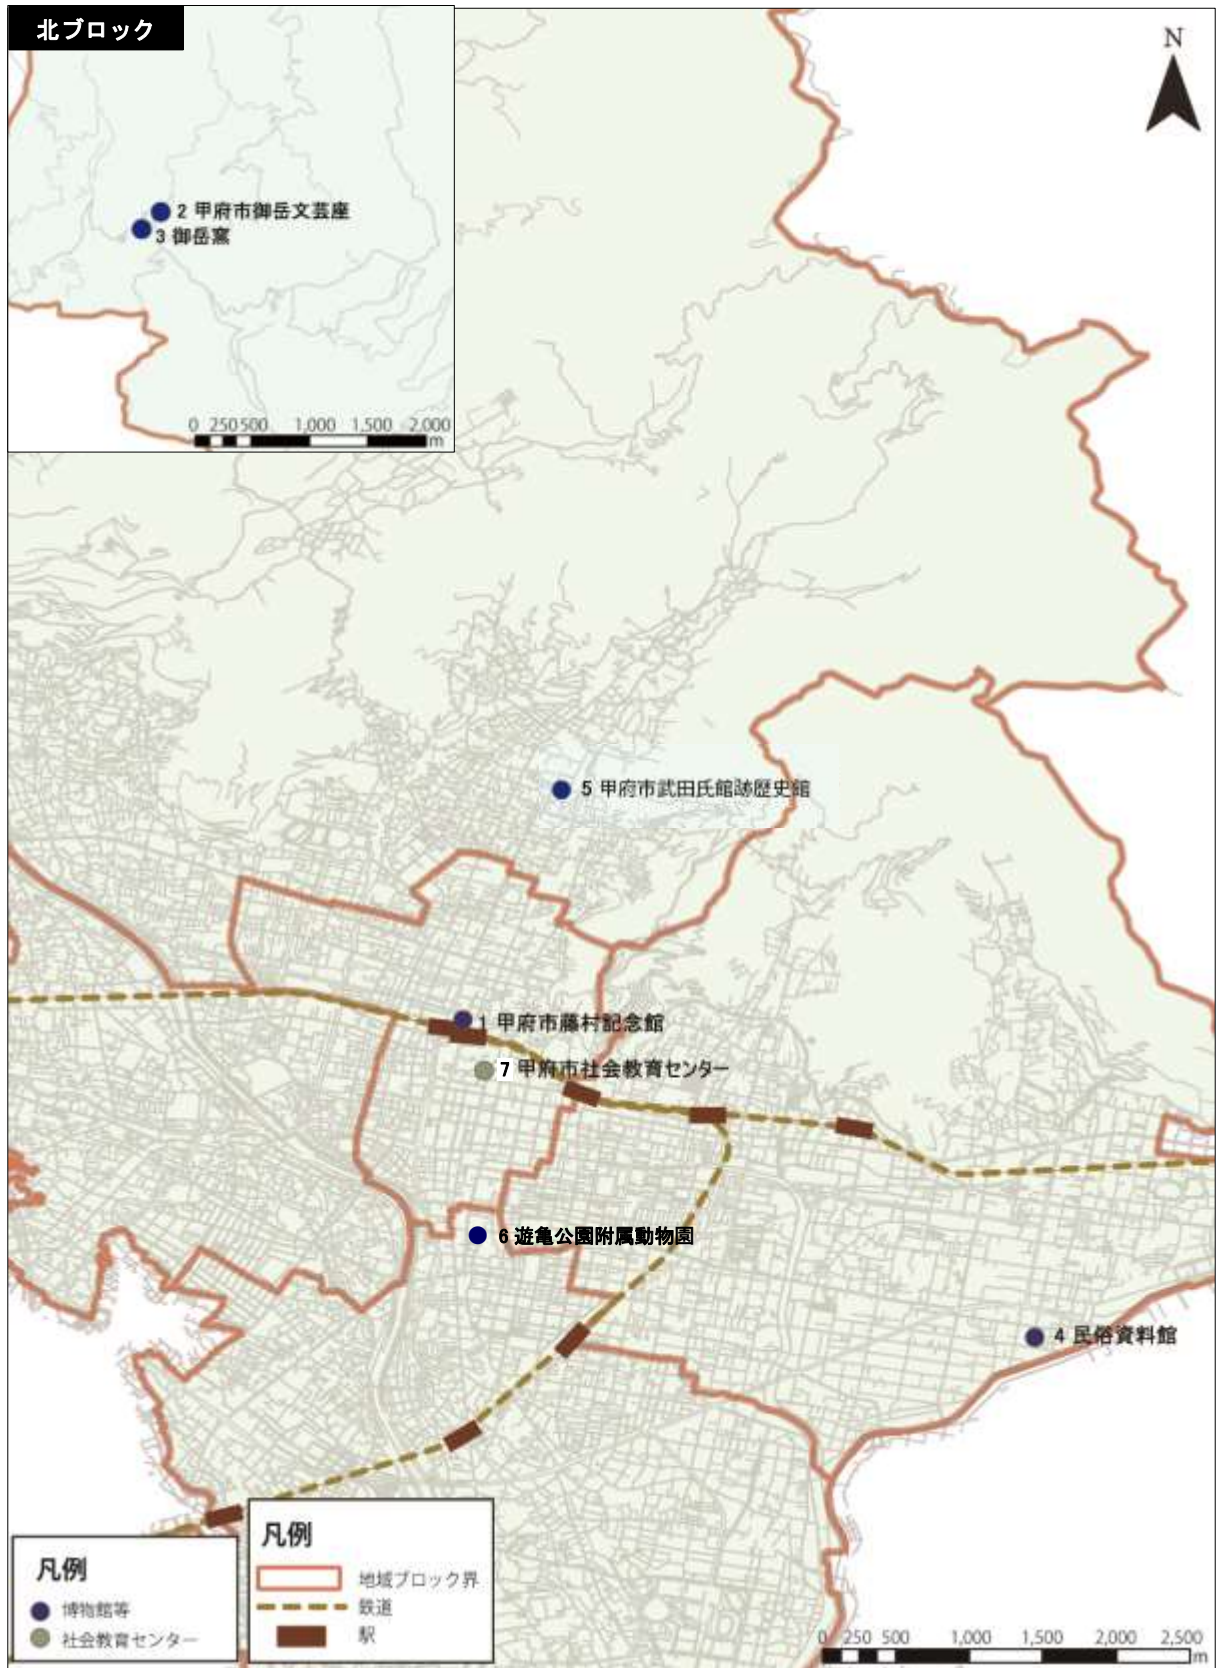 北ブロック
N
2 甲府市御岳文芸座
3 御岳窯
0 250 500 1,000 1,500 2,000
m
5 甲府市武田氏館跡歴史館
1 甲府市藤村記念館
7 甲府市社会教育センター
6 遊亀公園附属動物園
4 民俗資料館
凡例
博物館等
社会教育センター
凡例
地域ブロック界
鉄道
駅
0 250 500 1,000 1,500 2,000 2,500
m